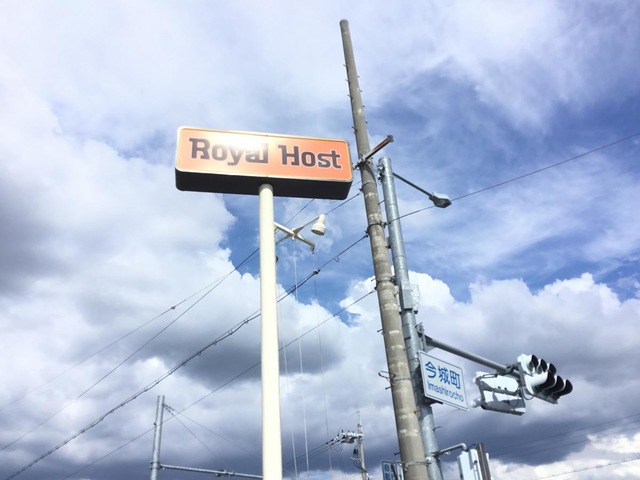 Royal Host
今城町
Imashirocho